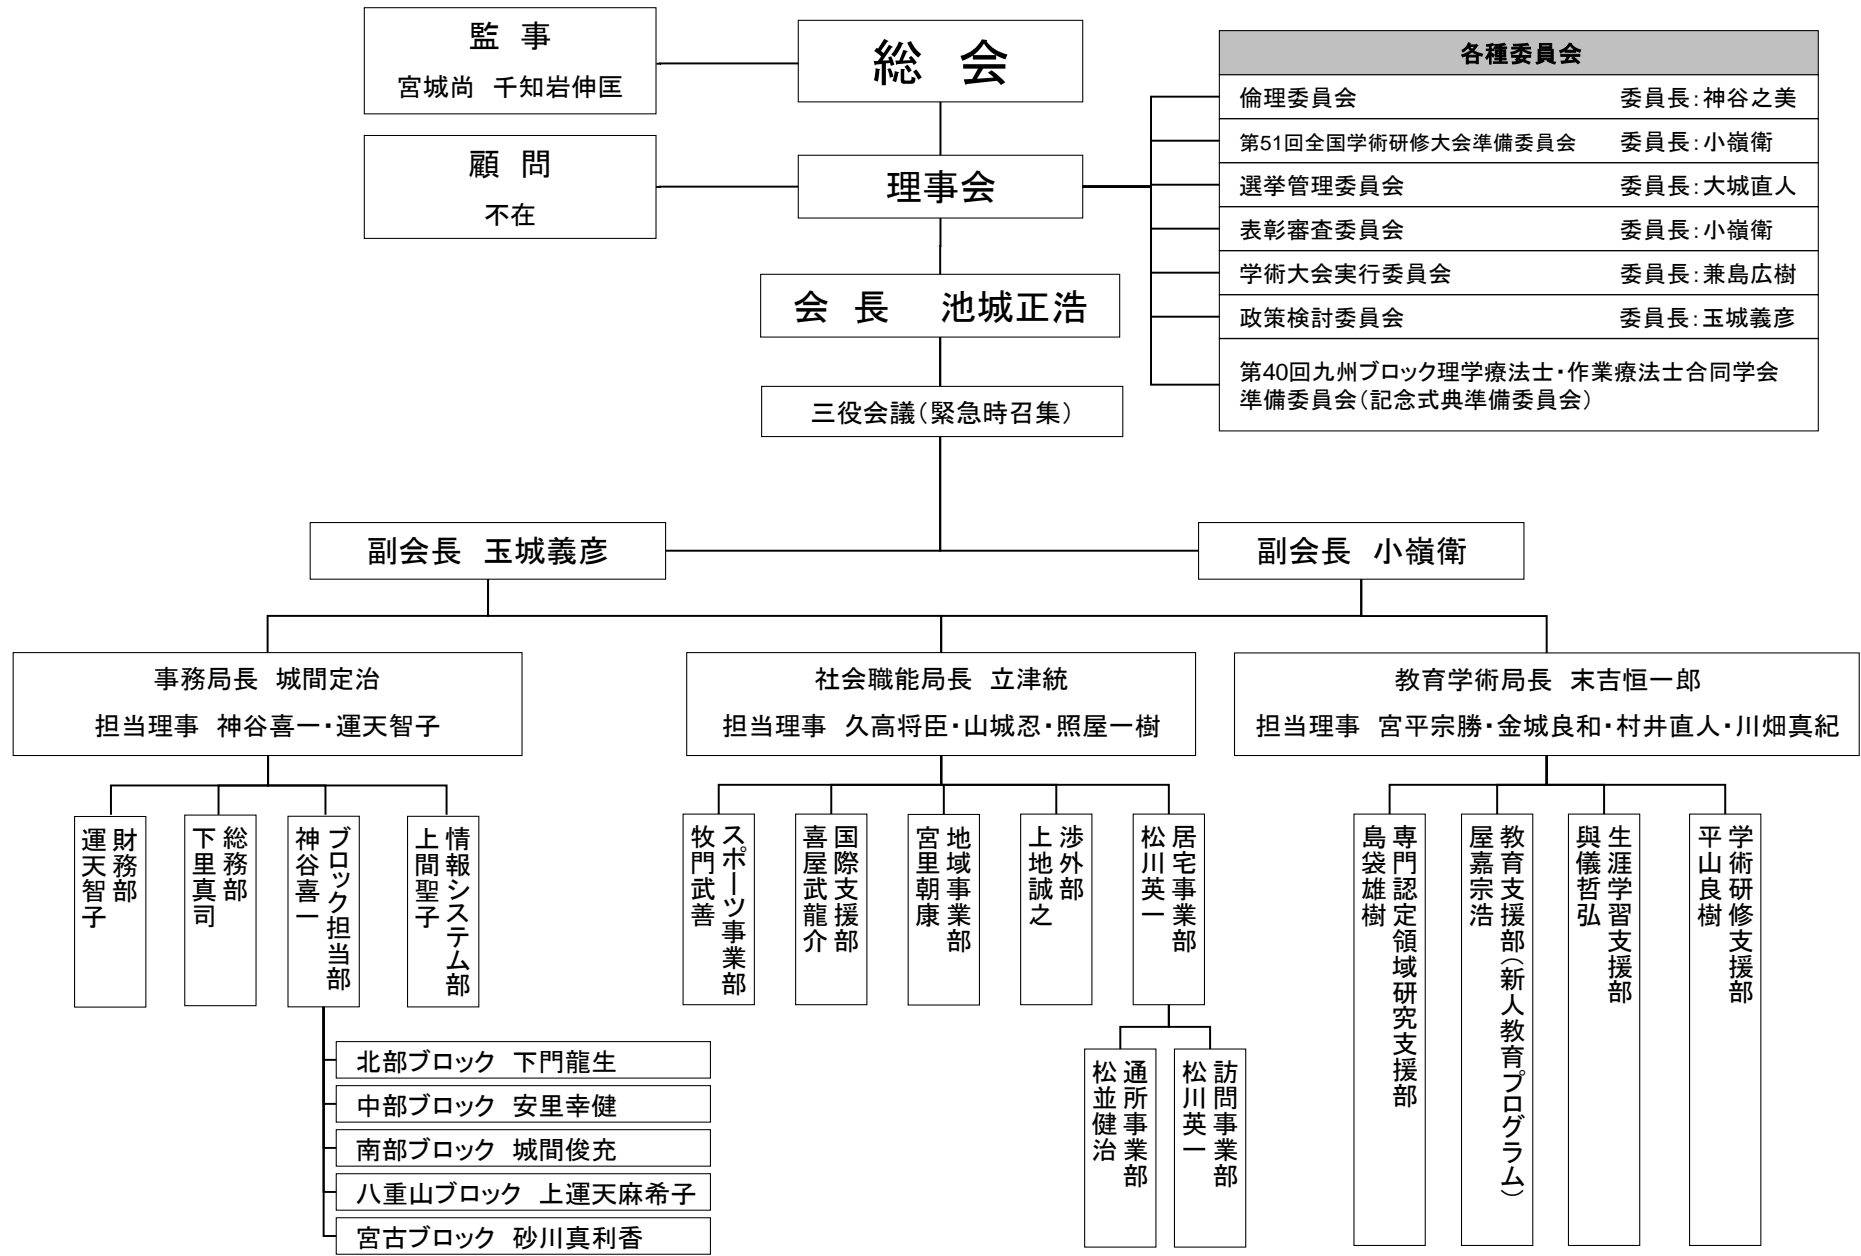 監　事
宮城尚　千知岩伸匡
総　会
顧　問
不在
理事会
会　長　池城正浩
三役会議（緊急時召集）
各種委員会
倫理委員会　委員長：神谷之美
第51回全国学術研修大会準備委員会　委員長：小嶺衛
選挙管理委員会　委員長：大城直人
表彰審査委員会　委員長：小嶺衛
学術大会実行委員会　委員長：兼島広樹
政策検討委員会　委員長：玉城義彦
第40回九州ブロック理学療法士・作業療法士合同学会
準備委員会（記念式典準備委員会）
副会長　玉城義彦
副会長　小嶺衛
事務局長　城間定治
担当理事　神谷喜一・運天智子
社会職能局長　立津統
担当理事　久高将臣・山城忍・照屋一樹
教育学術局長　末吉恒一郎
担当理事　宮平宗勝・金城良和・村井直人・川畑真紀
財務部
運天智子
総務部
下里真司
ブロック担当部
神谷喜一
情報システム部
上間聖子
北部ブロック　下門龍生
中部ブロック　安里幸健
南部ブロック　城間俊充
八重山ブロック　上運天麻希子
宮古ブロック　砂川真利香
スポーツ事業部
牧門武善
国際支援部
喜屋武龍介
地域事業部
宮里朝康
渉外部
上地誠之
居宅事業部
松川英一
通所事業部
松並健治
訪問事業部
松川英一
専門認定領域研究支援部
島袋雄樹
教育支援部（新人教育プログラム）
屋嘉宗浩
生涯学習支援部
與儀哲弘
学術研修支援部
平山良樹